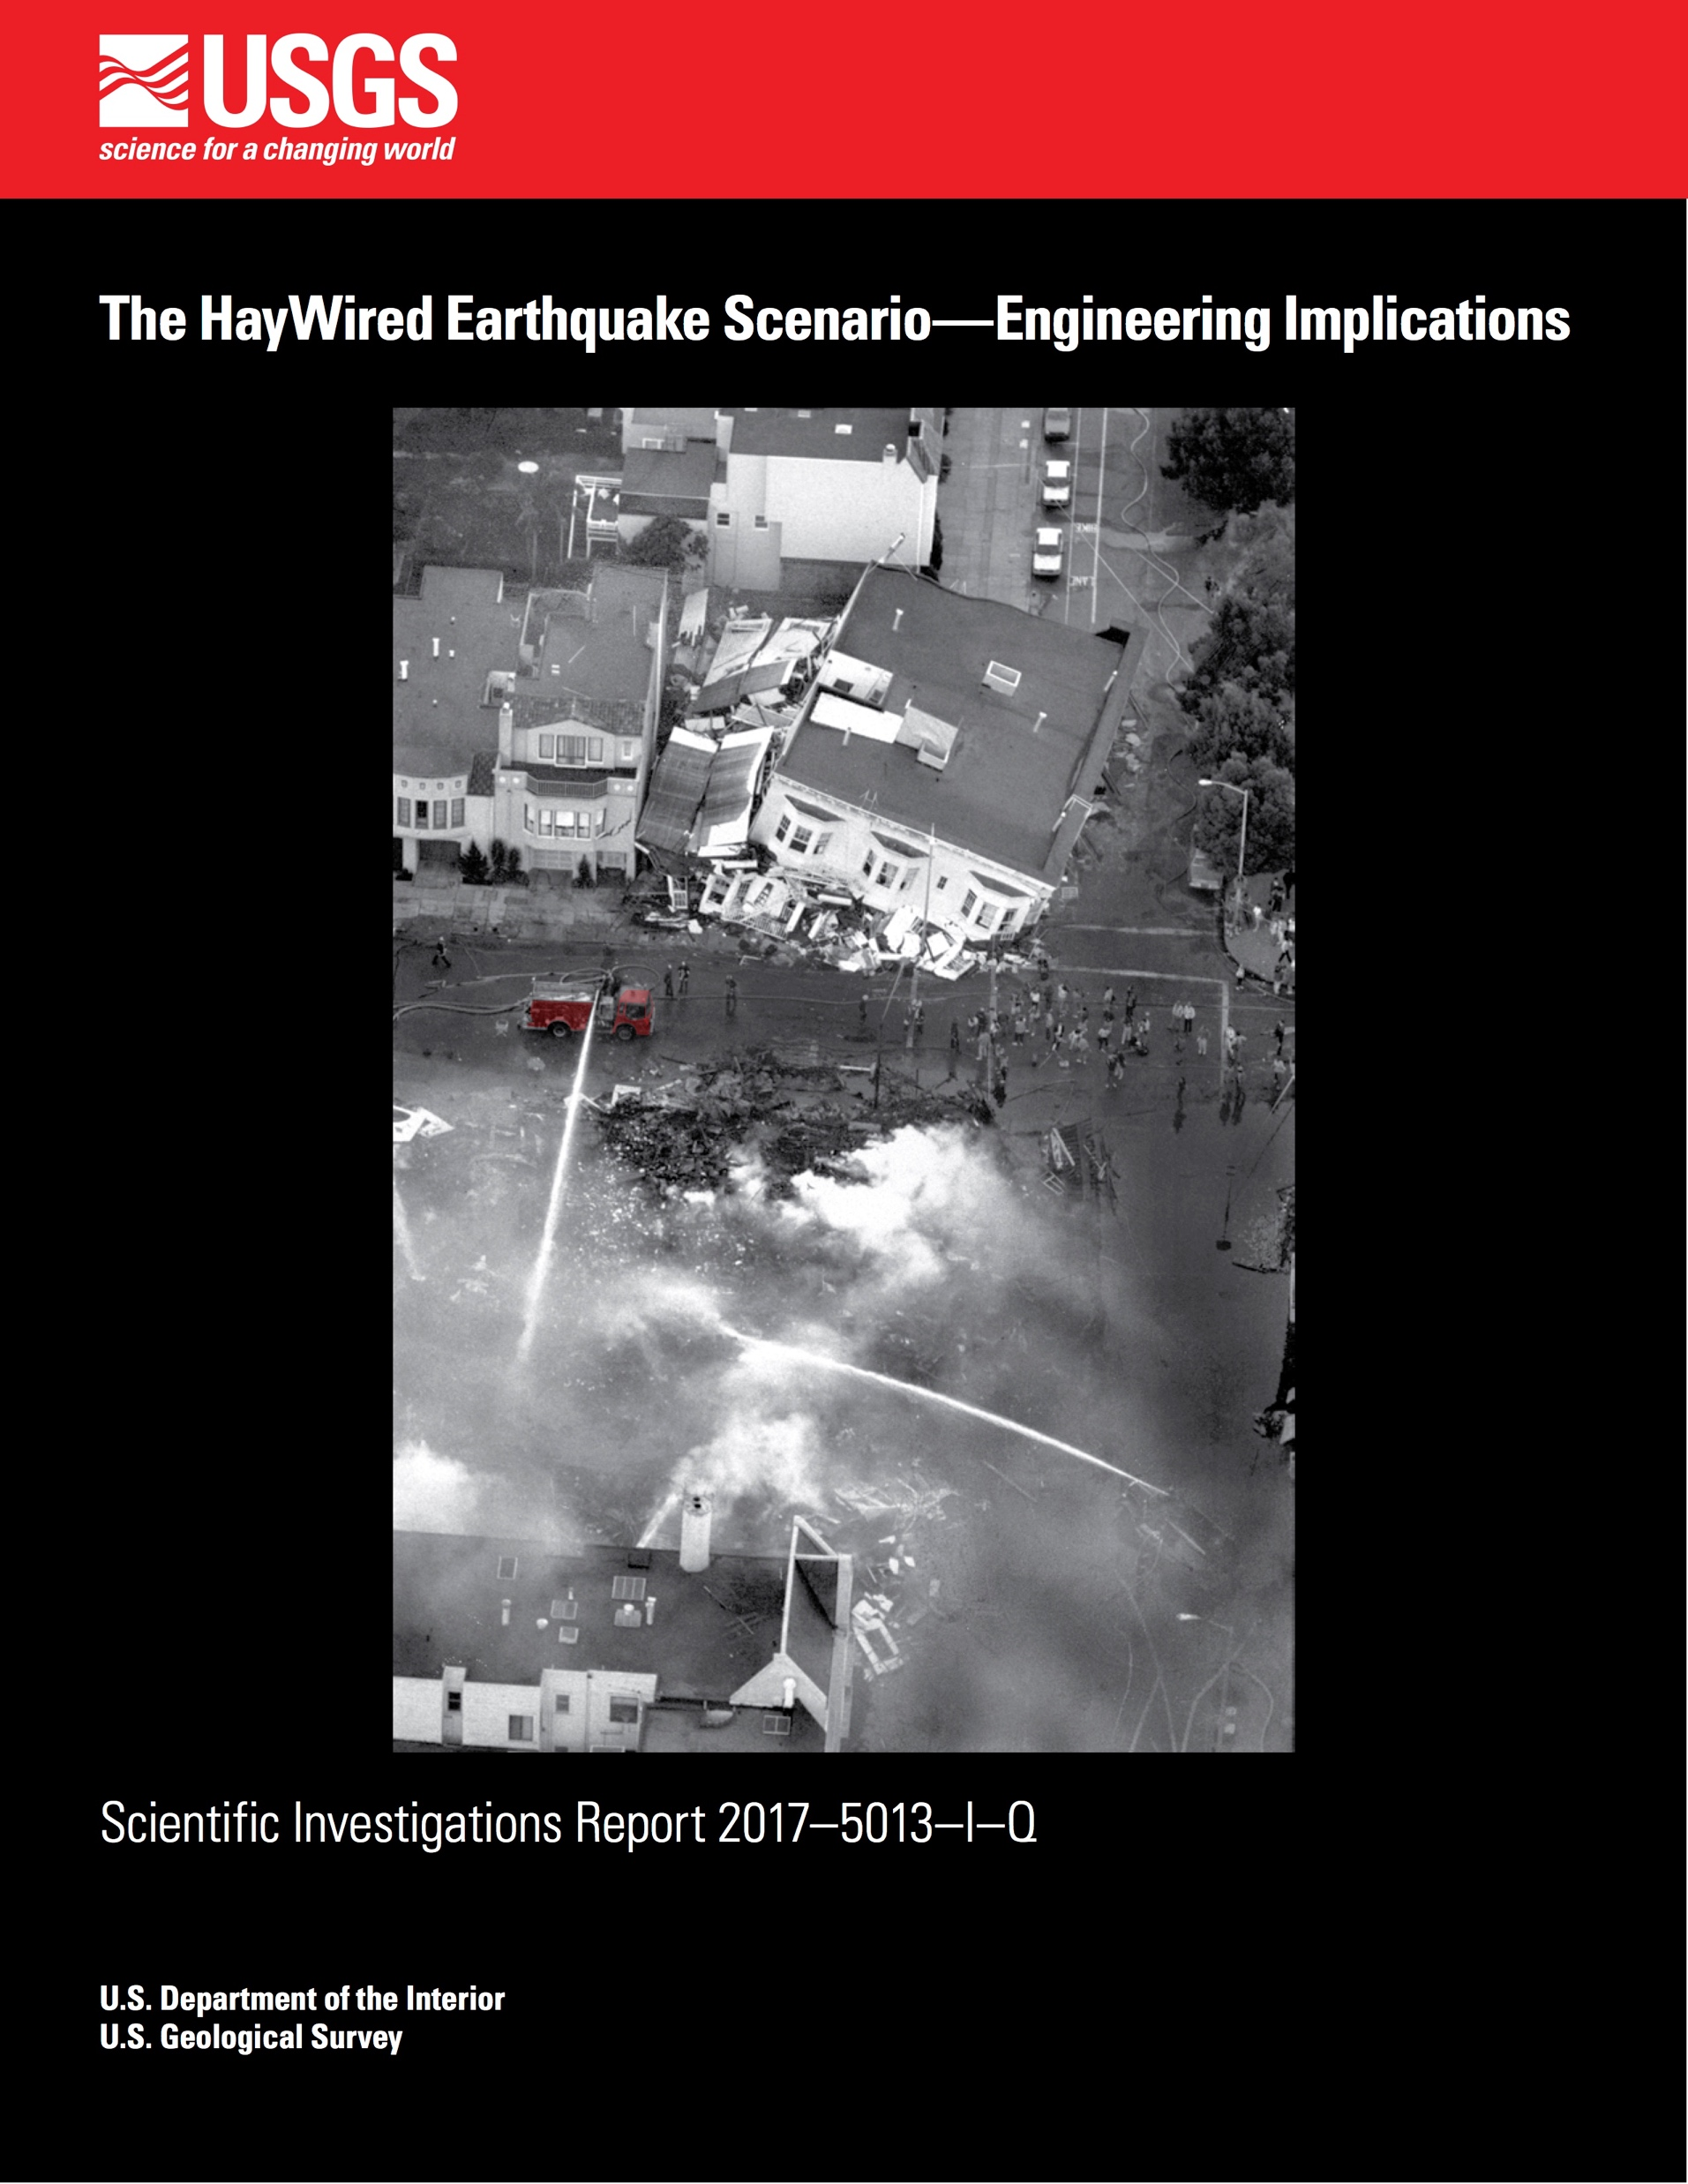 USGS
science for a changing world
The HayWired Earthquake Scenario—Engineering Implications
LANE
Scientific Investigations Report 2017–5013–I–Q
U.S. Department of the Interior
U.S. Geological Survey